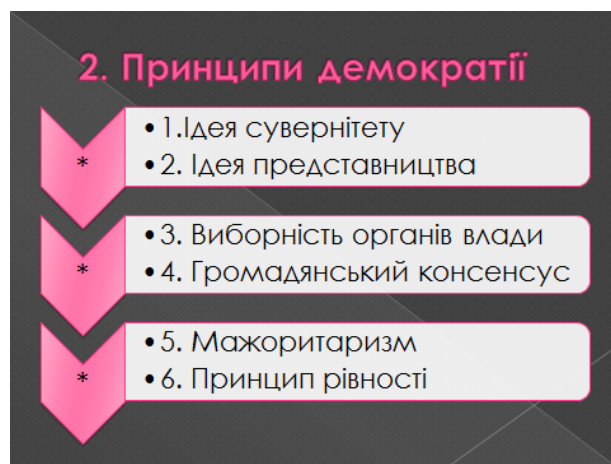 2. Принципи демократії
*
• 1.Ідея сувернітету
• 2. Ідея представництва
*
• 3. Виборність органів влади
• 4. Громадянський консенсус
*
• 5. Мажоритаризм
• 6. Принцип рівності